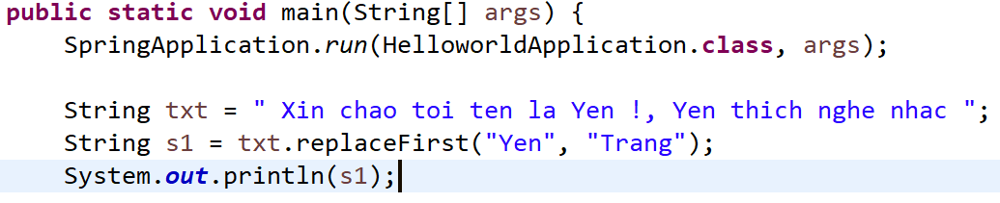 public static void main(String[] args) {
SpringApplication.run(HelloworldApplication.class, args);
String txt = " Xin chao toi ten la Yen !, Yen thich nghe nhac ";
String s1 = txt.replaceFirst("Yen", "Trang");
System.out.println(s1);